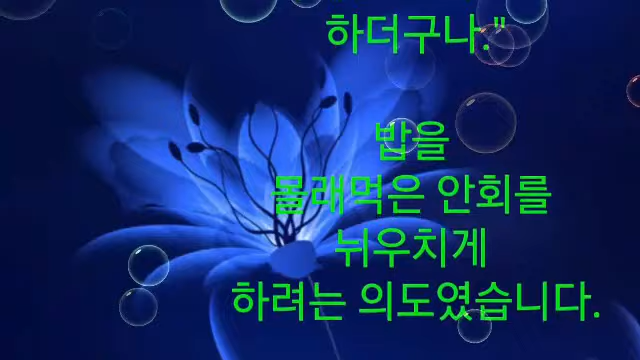 하더구나."
밥을
몰래먹은 안회를
뉘우치게
하려는 의도였습니다.